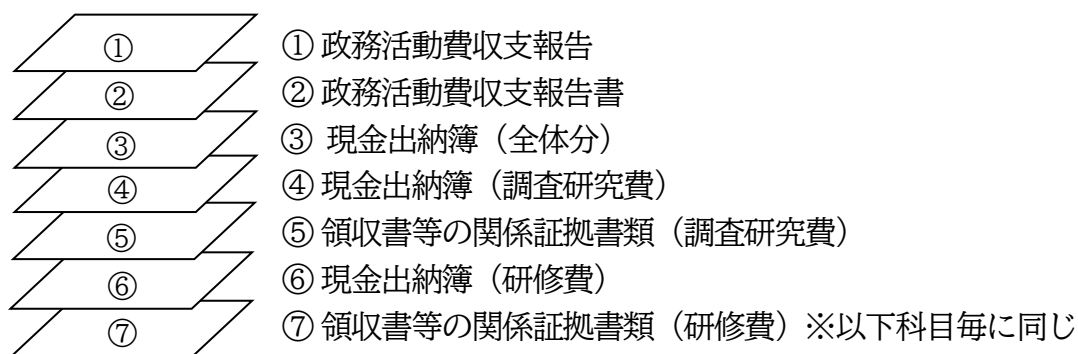 ① ① 政務活動費収支報告
② ② 政務活動費収支報告書
③ ③ 現金出納簿（全体分）
④ ④ 現金出納簿（調査研究費）
⑤ ⑤ 領収書等の関係証拠書類（調査研究費）
⑥ ⑥ 現金出納簿（研修費）
⑦ ⑦ 領収書等の関係証拠書類（研修費）※以下科目毎に同じ